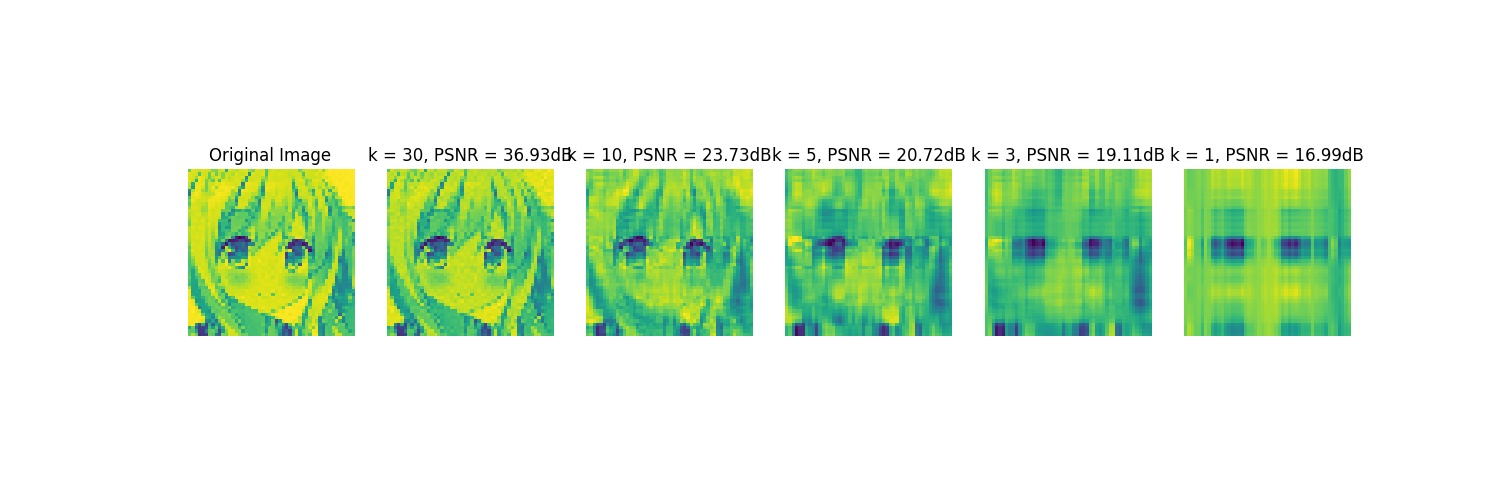 Original Image
k = 30, PSNR = 36.93dB
k = 10, PSNR = 23.73dB
k = 5, PSNR = 20.72dB
k = 3, PSNR = 19.11dB
k = 1, PSNR = 16.99dB